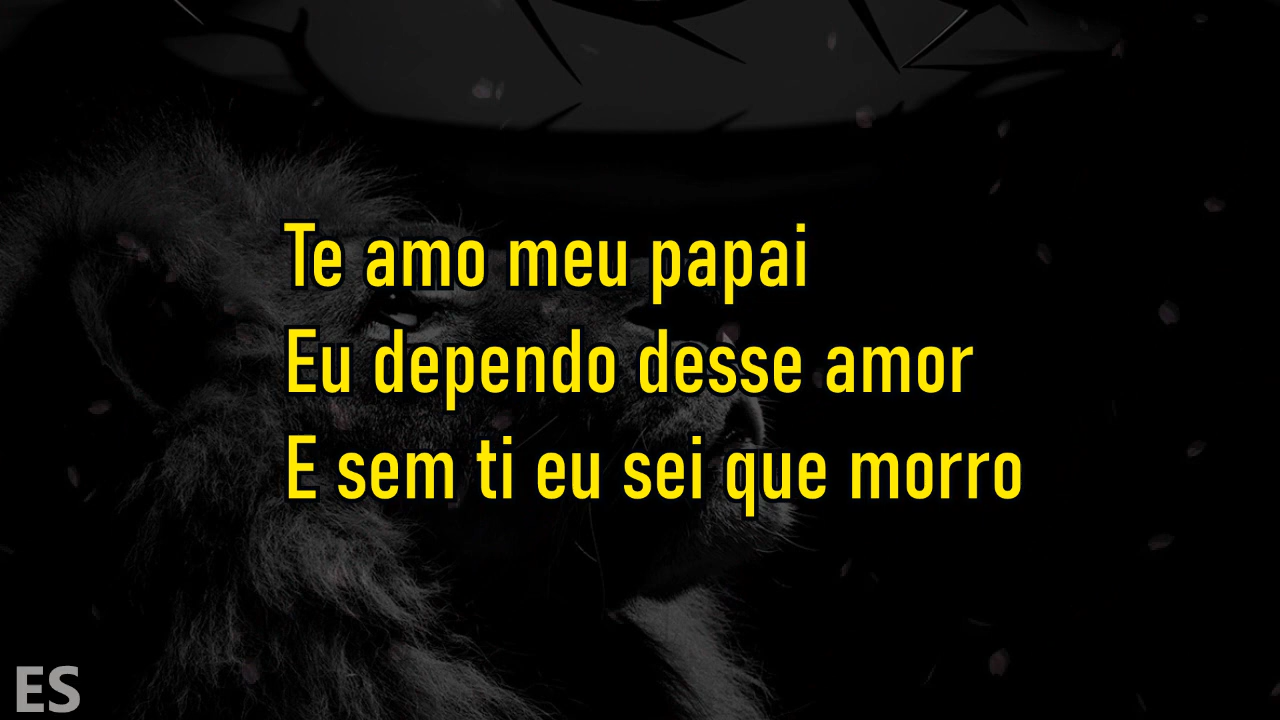 Te amo meu papai
Eu dependo desse amor
E sem ti eu sei que morro
ES